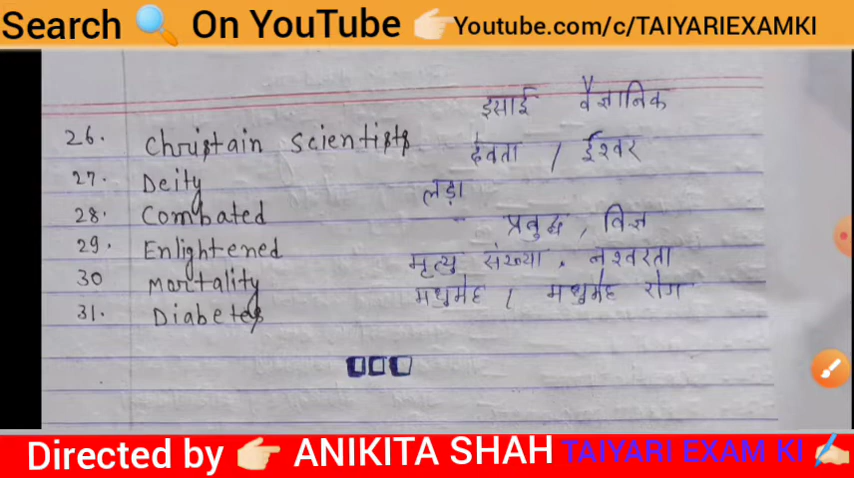 Search 🔍 On YouTube 👉🏻 Youtube.com/c/TAIYARIEXAMKI
26. Christain Scientists इसाई वैज्ञानिक
27. Deity देवता / ईश्वर
28. Combated लड़ा
29. Enlightened प्रबुद्ध, विज्ञ
30 Mortality मृत्यु संख्या, नश्वरता
31. Diabetes मधुमेह / मधुमेह रोग
Directed by 👉🏻 ANIKITA SHAH TAIYARI EXAM KI ✍🏻